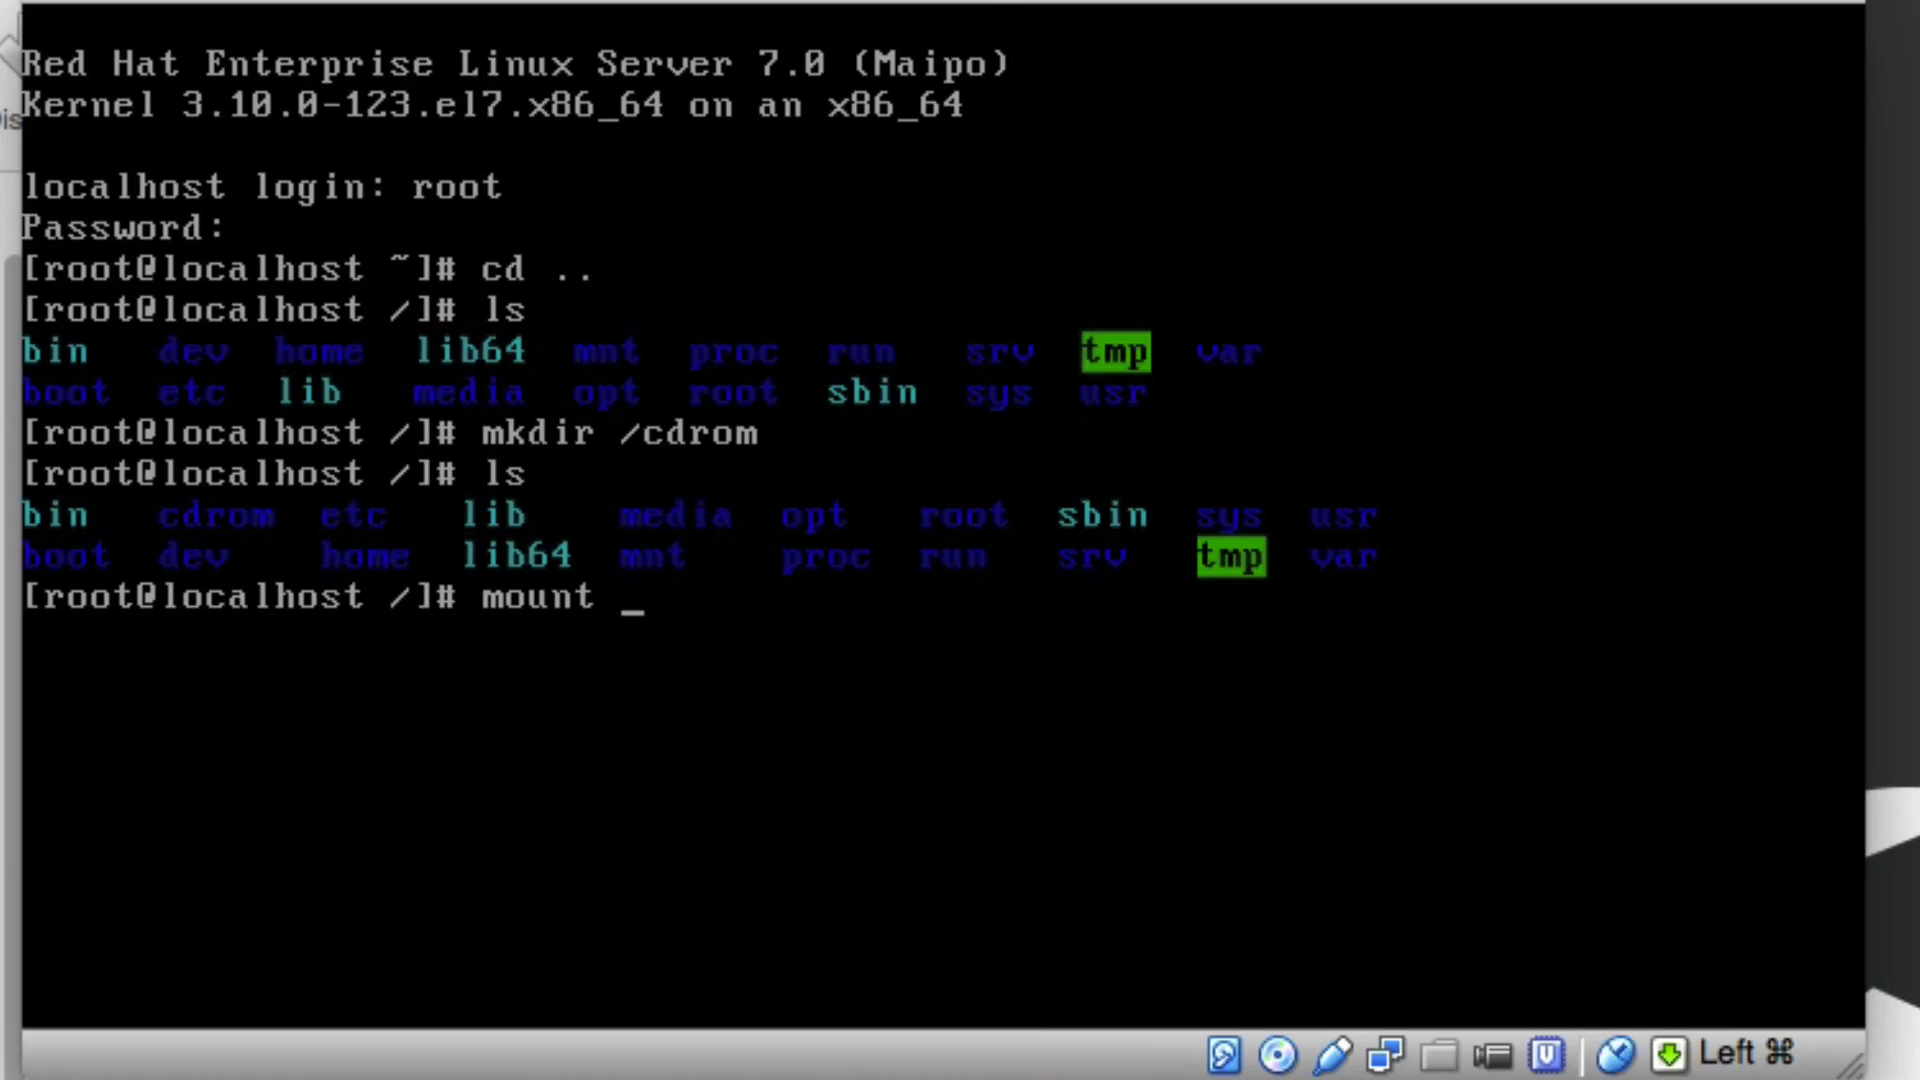 Red Hat Enterprise Linux Server 7.0 (Maipo)
Kernel 3.10.0-123.el7.x86_64 on an x86_64
localhost login: root
Password:
[root@localhost ~]# cd ..
[root@localhost /]# ls
bin dev home lib64 mnt proc run srv tmp var
boot etc lib media opt root sbin sys usr
[root@localhost /]# mkdir /cdrom
[root@localhost /]# ls
bin cdrom etc lib media opt root sbin sys usr
boot dev home lib64 mnt proc run srv tmp var
[root@localhost /]# mount _
Left ⌘